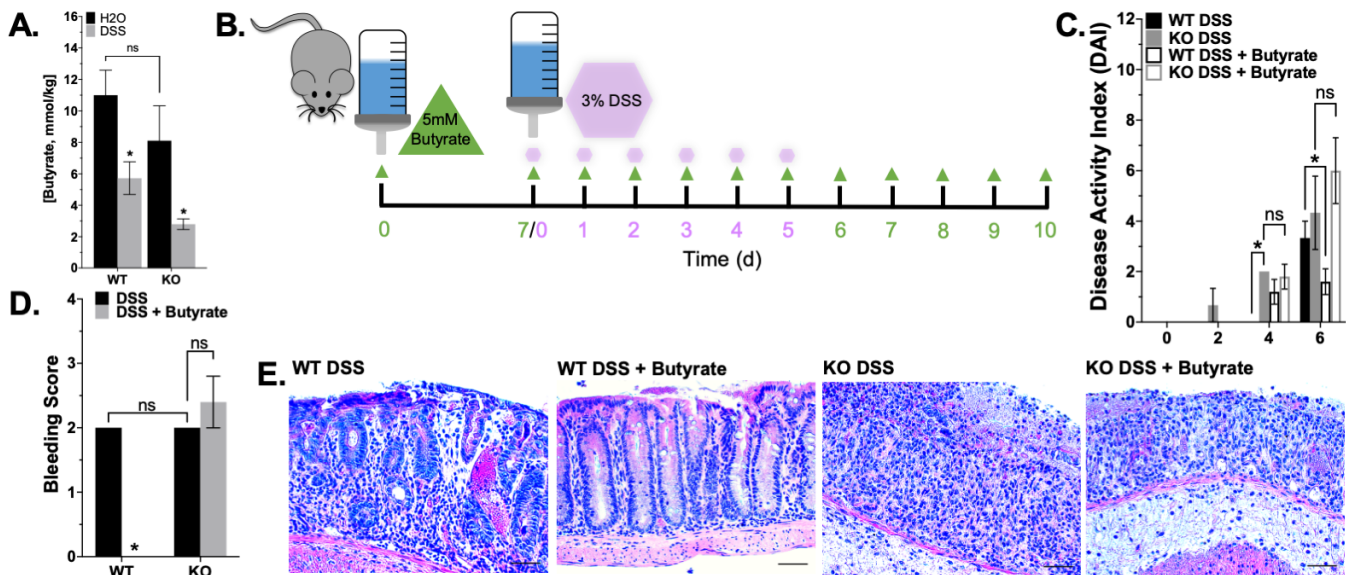 A.
H2O
DSS
ns
[Butyrate, mmol/kg]
16
14
12
10
8
6
4
2
0
*
*
WT KO
B.
5mM
Butyrate
3% DSS
0 7/0 1 2 3 4 5 6 7 8 9 10
Time (d)
C.
WT DSS
KO DSS
WT DSS + Butyrate
KO DSS + Butyrate
Disease Activity Index (DAI)
12
10
8
6
4
2
0
ns
*
ns
*
0 2 4 6
D.
DSS
DSS + Butyrate
Bleeding Score
4
3
2
1
0
ns
ns
*
WT KO
E.
WT DSS
WT DSS + Butyrate
KO DSS
KO DSS + Butyrate